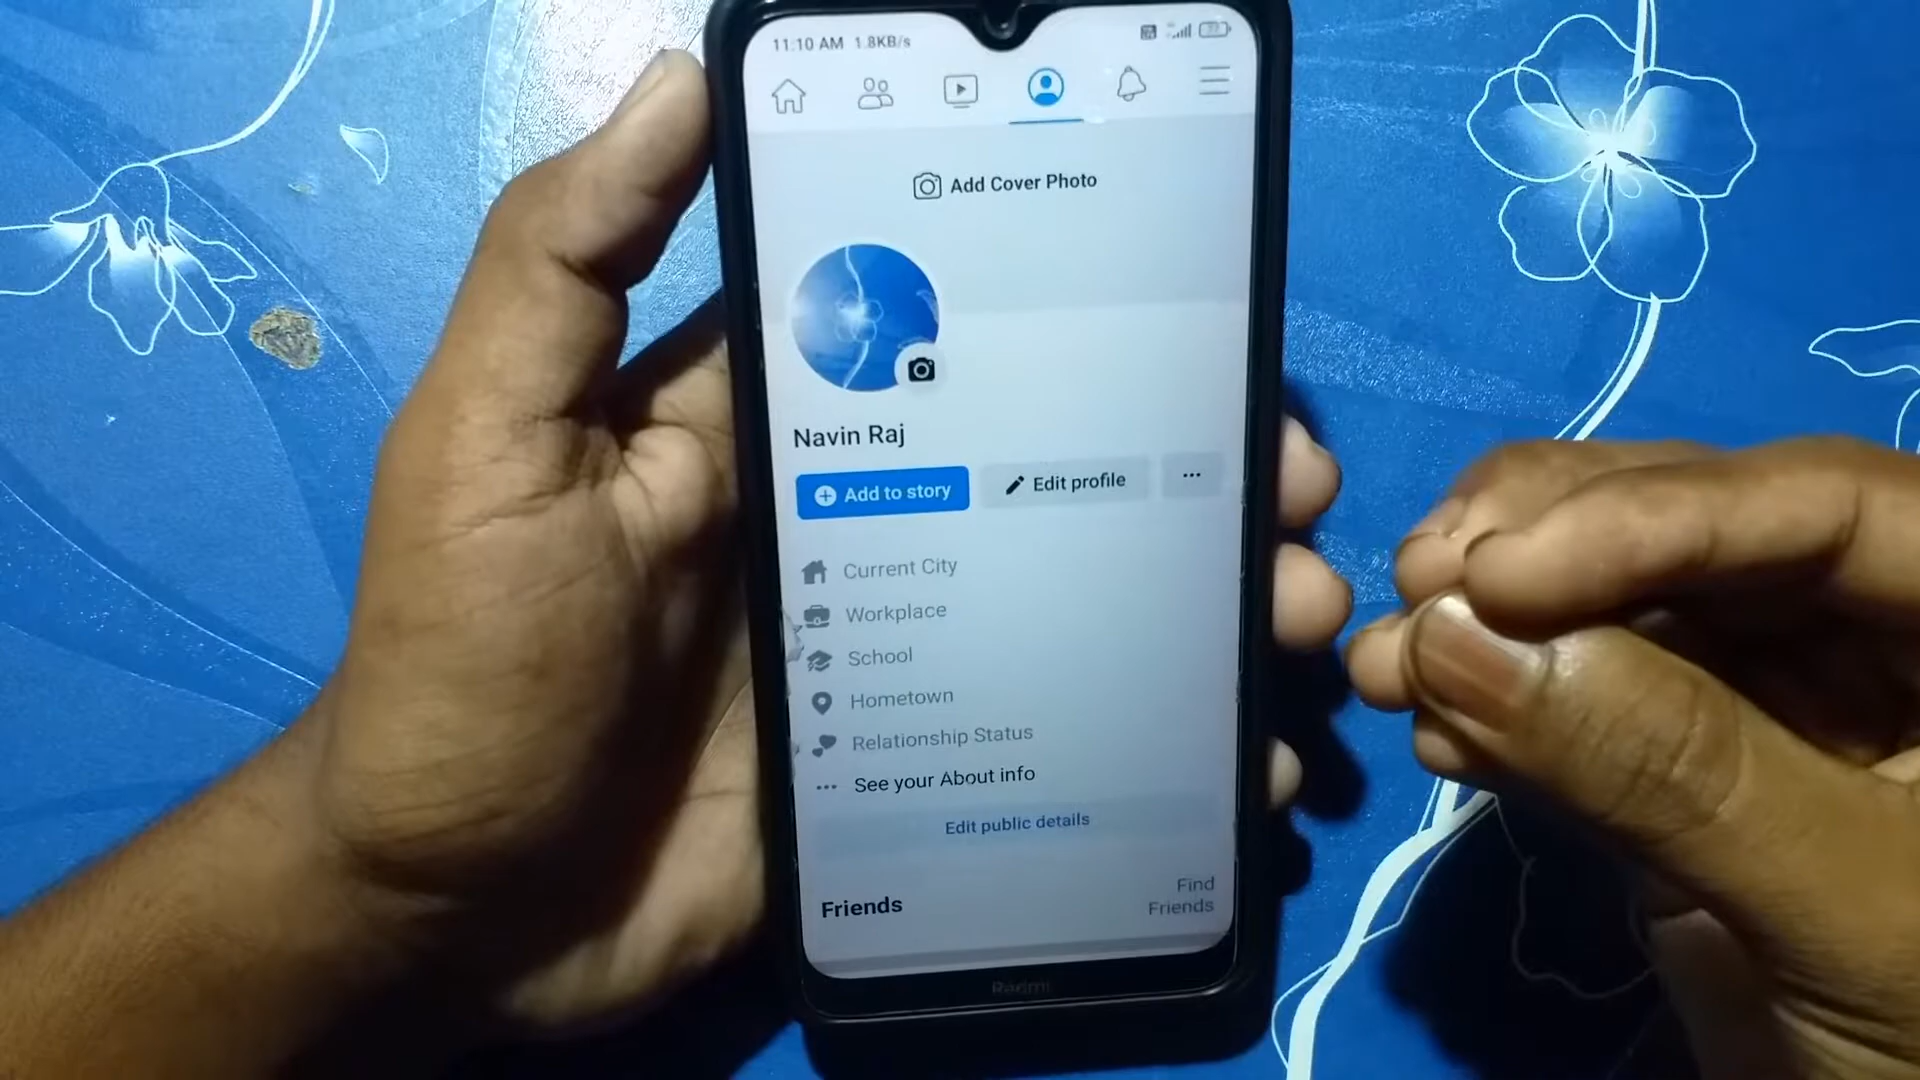 11:10 AM 1.8KB/s
Add Cover Photo
Navin Raj
Add to story
Edit profile
Current City
Workplace
School
Hometown
Relationship Status
See your About info
Edit public details
Friends
Find
Friends
Redmi